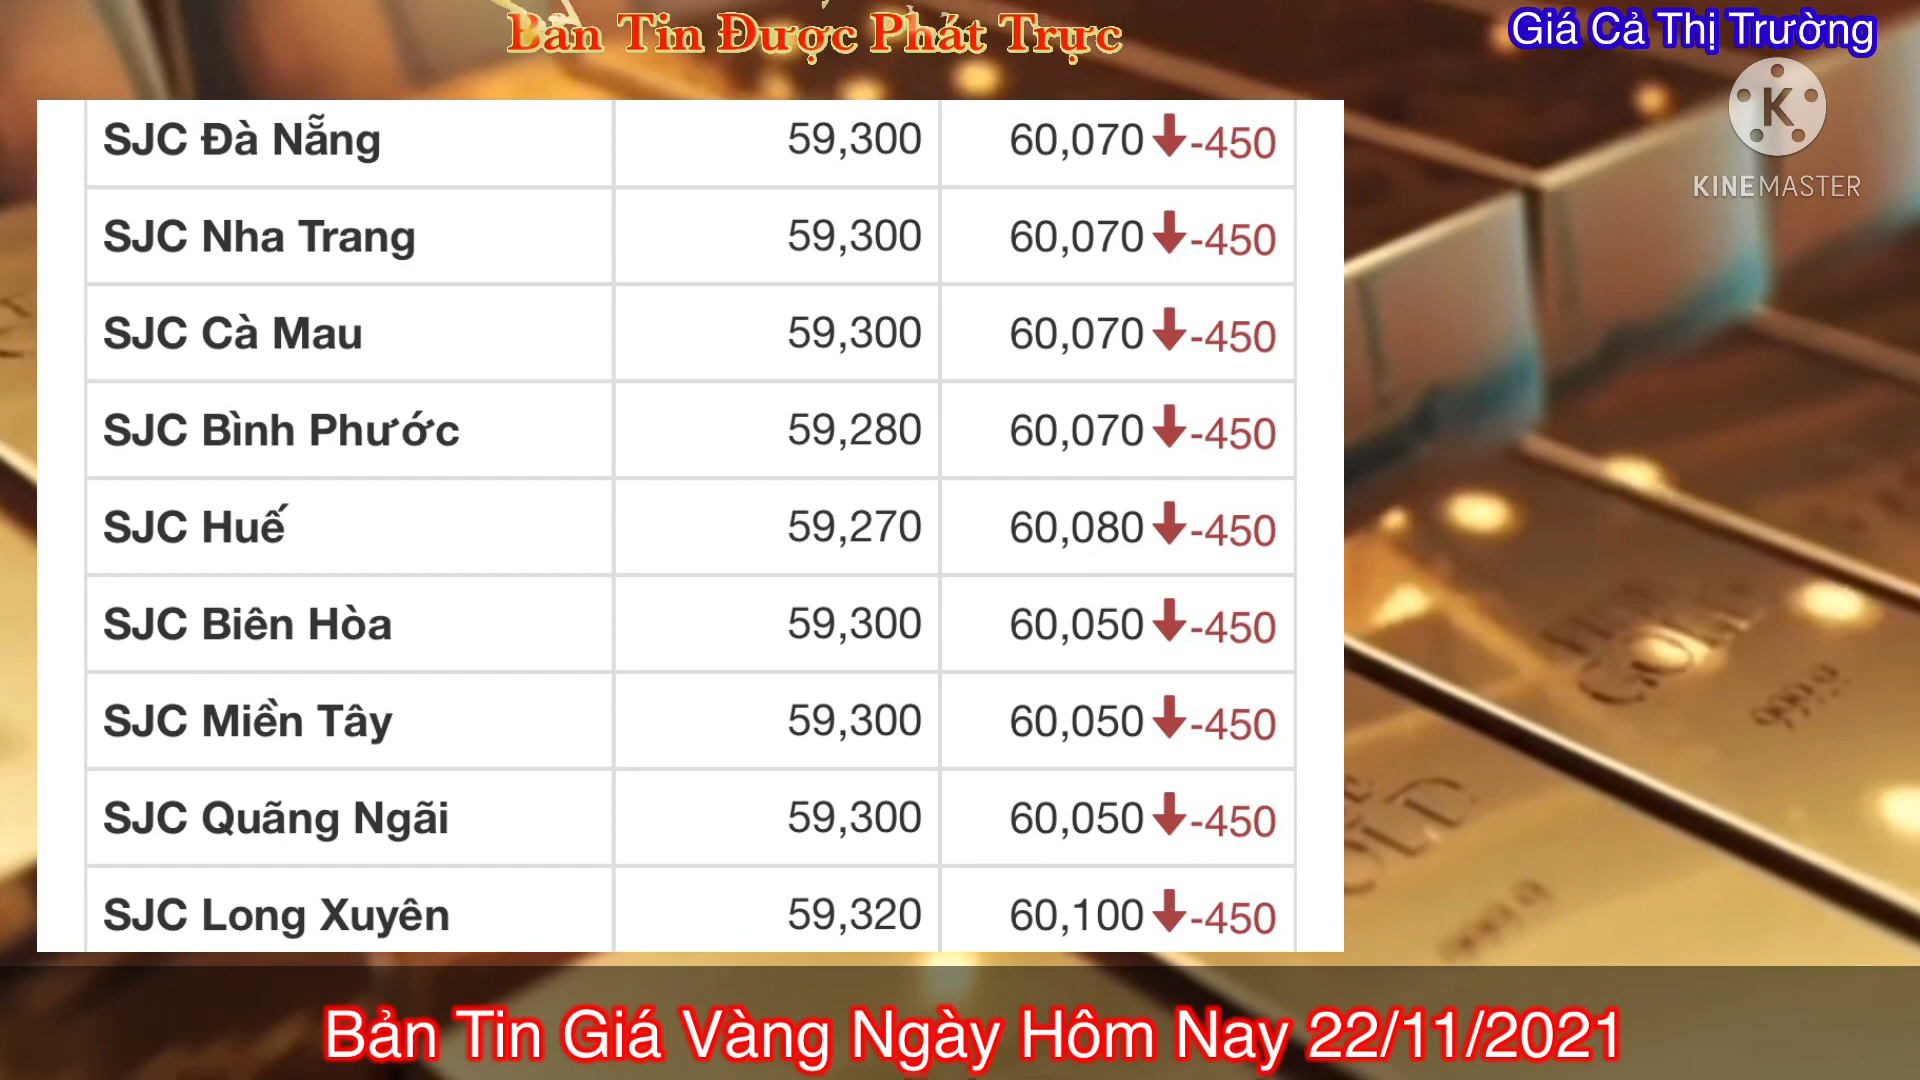 Bản Tin Được Phát Trực
Giá Cả Thị Trường
K
KINEMASTER
SJC Đà Nẵng 59,300 60,070 -450
SJC Nha Trang 59,300 60,070 -450
SJC Cà Mau 59,300 60,070 -450
SJC Bình Phước 59,280 60,070 -450
SJC Huế 59,270 60,080 -450
SJC Biên Hòa 59,300 60,050 -450
SJC Miền Tây 59,300 60,050 -450
SJC Quãng Ngãi 59,300 60,050 -450
SJC Long Xuyên 59,320 60,100 -450
FINE
GOLD
999.9
Bản Tin Giá Vàng Ngày Hôm Nay 22/11/2021